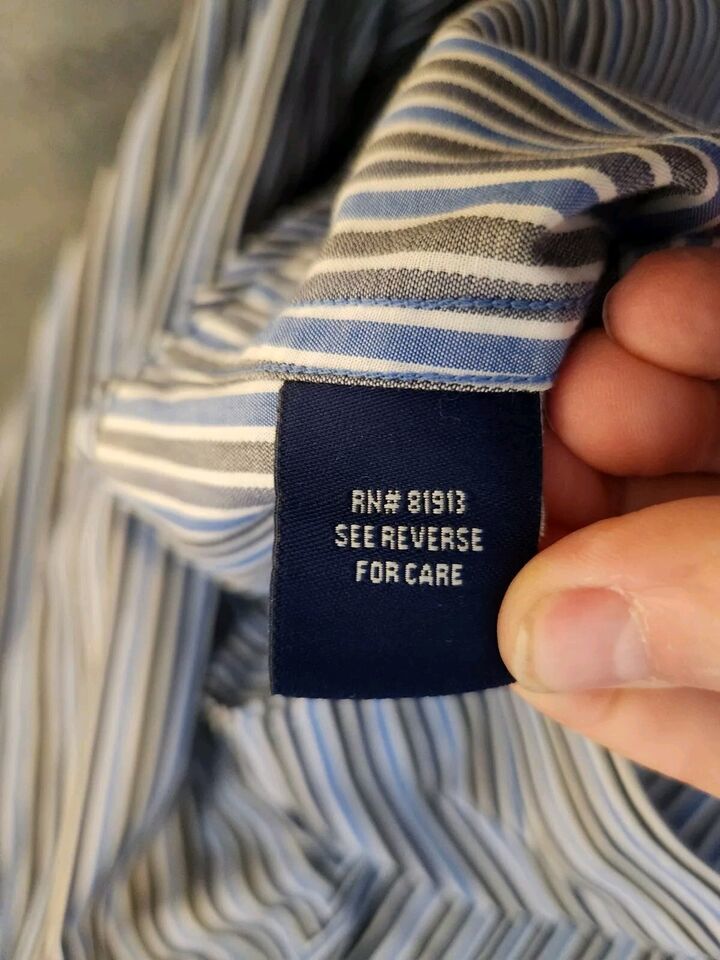 RN# 81913
SEE REVERSE
FOR CARE